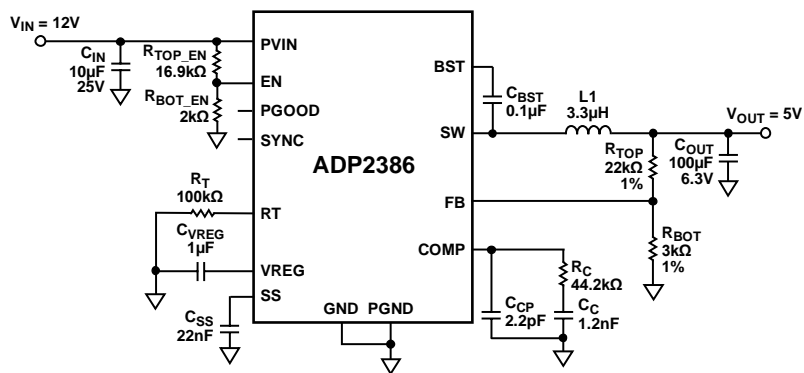 V_IN = 12V
C_IN
10µF
25V
R_TOP_EN
16.9kΩ
R_BOT_EN
2kΩ
PVIN
EN
PGOOD
SYNC
R_T
100kΩ
RT
C_VREG
1µF
VREG
SS
C_SS
22nF
ADP2386
GND
PGND
BST
C_BST
0.1µF
SW
L1
3.3µH
V_OUT = 5V
R_TOP
22kΩ
1%
C_OUT
100µF
6.3V
FB
R_BOT
3kΩ
1%
COMP
R_C
44.2kΩ
C_CP
2.2pF
C_C
1.2nF